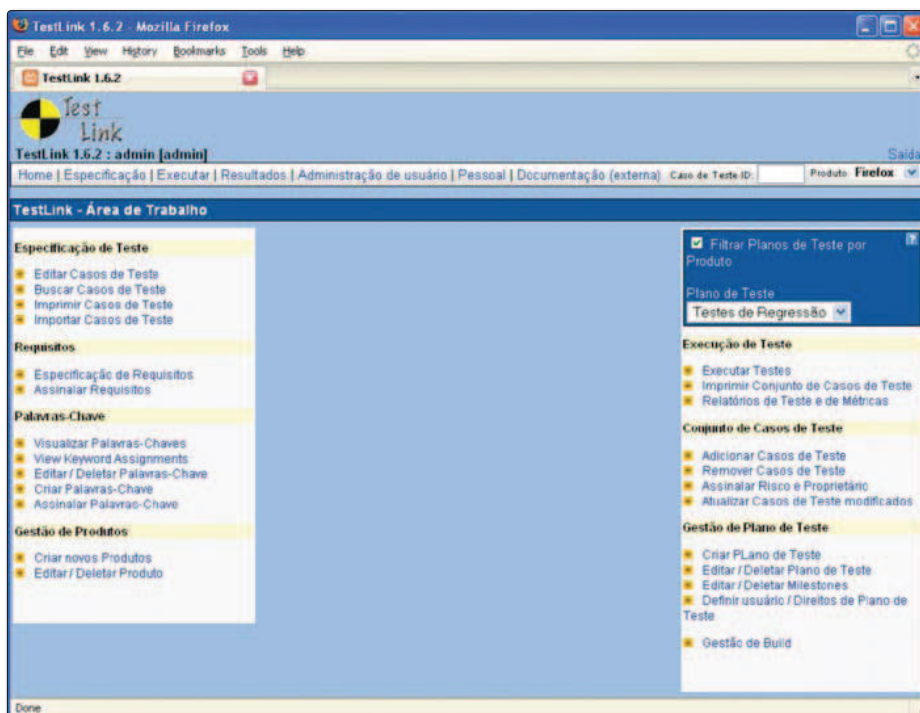 TestLink 1.6.2 - Mozilla Firefox
File Edit View History Bookmarks Tools Help
TestLink 1.6.2
Test
Link
TestLink 1.6.2 : admin [admin]
Saída
Home | Especificação | Executar | Resultados | Administração de usuário | Pessoal | Documentação (externa) Caso de Teste ID: Produto Firefox
TestLink - Área de Trabalho
Especificação de Teste
Editar Casos de Teste
Buscar Casos de Teste
Imprimir Casos de Teste
Importar Casos de Teste
Requisitos
Especificação de Requisitos
Assinalar Requisitos
Palavras-Chave
Visualizar Palavras-Chaves
View Keyword Assignments
Editar / Deletar Palavras-Chave
Criar Palavras-Chave
Assinalar Palavras-Chave
Gestão de Produtos
Criar novos Produtos
Editar / Deletar Produto
Filtrar Planos de Teste por
Produto
?
Plano de Teste
Testes de Regressão
Execução de Teste
Executar Testes
Imprimir Conjunto de Casos de Teste
Relatórios de Teste e de Métricas
Conjunto de Casos de Teste
Adicionar Casos de Teste
Remover Casos de Teste
Assinalar Risco e Proprietário
Atualizar Casos de Teste modificados
Gestão de Plano de Teste
Criar PLano de Teste
Editar / Deletar Plano de Teste
Editar / Deletar Milestones
Definir usuário / Direitos de Plano de
Teste
Gestão de Build
Done